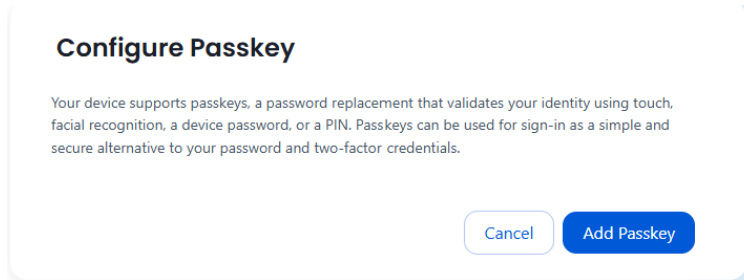 Configure Passkey
Your device supports passkeys, a password replacement that validates your identity using touch,
facial recognition, a device password, or a PIN. Passkeys can be used for sign-in as a simple and
secure alternative to your password and two-factor credentials.
Cancel
Add Passkey